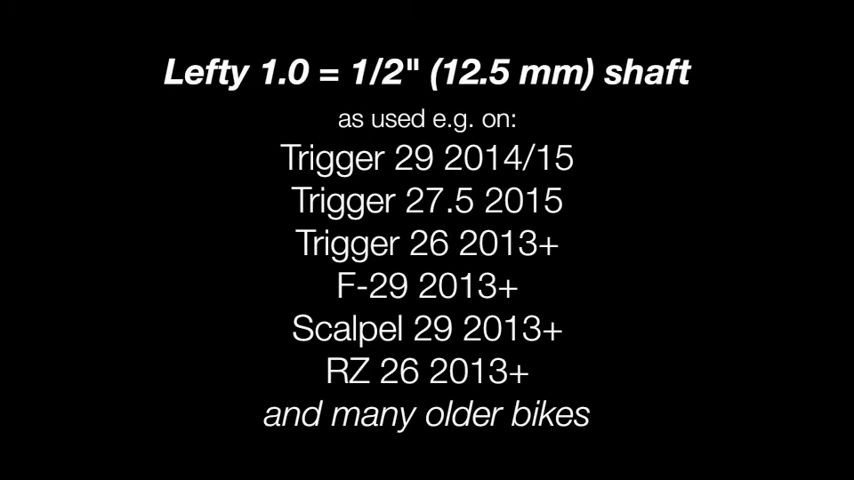 Lefty 1.0 = 1/2" (12.5 mm) shaft
as used e.g. on:
Trigger 29 2014/15
Trigger 27.5 2015
Trigger 26 2013+
F-29 2013+
Scalpel 29 2013+
RZ 26 2013+
and many older bikes